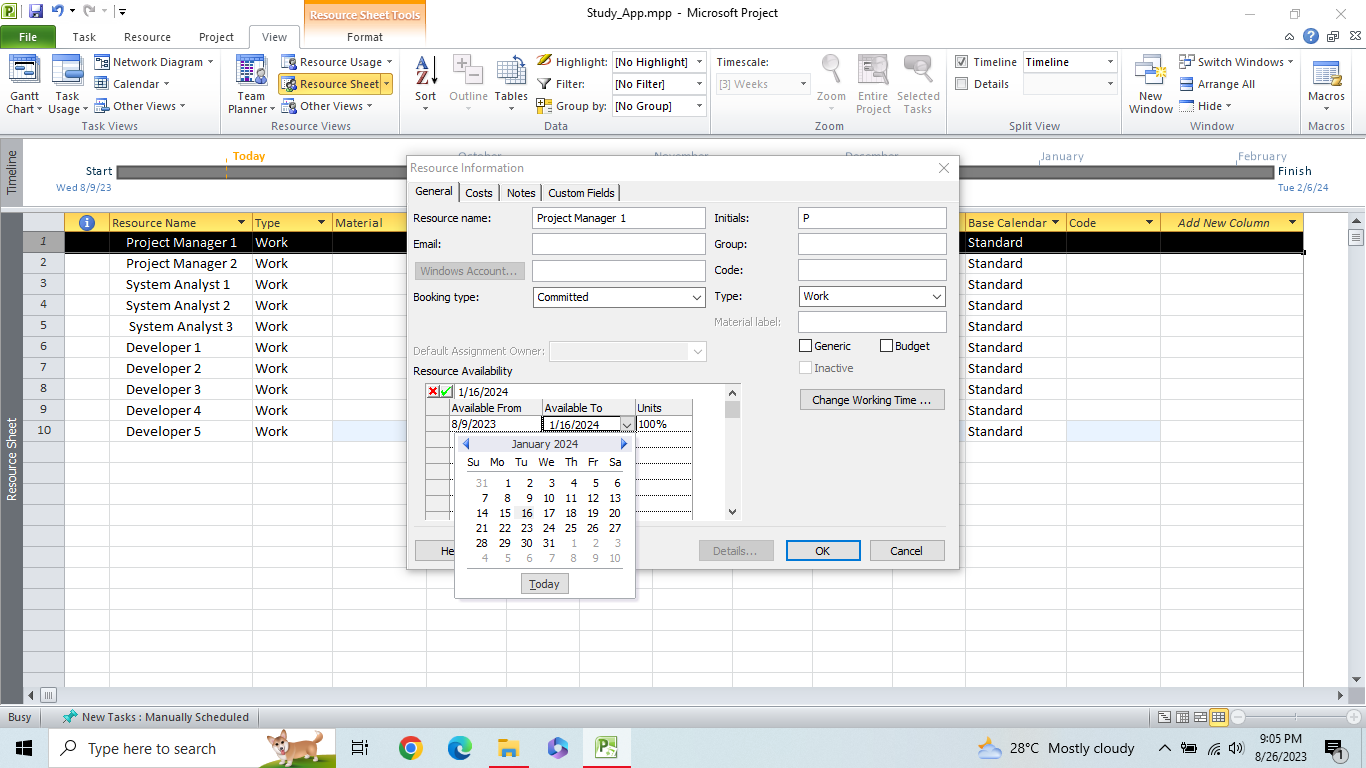 Resource Sheet Tools
Study_App.mpp - Microsoft Project
File Task Resource Project View Format
Gantt Chart
Task Usage
Network Diagram
Calendar
Other Views
Task Views
Team Planner
Resource Usage
Resource Sheet
Other Views
Resource Views
Sort
Outline
Tables
Highlight: [No Highlight]
Filter: [No Filter]
Group by: [No Group]
Data
Timescale:
[3] Weeks
Zoom
Entire Project
Selected Tasks
Zoom
Timeline Timeline
Details
Split View
New Window
Switch Windows
Arrange All
Hide
Window
Macros
Macros
Timeline
Today October November December January February
Start
Wed 8/9/23
Finish
Tue 2/6/24
Resource Sheet
Resource Name Type Material Base Calendar Code Add New Column
1 Project Manager 1 Work Standard
2 Project Manager 2 Work Standard
3 System Analyst 1 Work Standard
4 System Analyst 2 Work Standard
5 System Analyst 3 Work Standard
6 Developer 1 Work Standard
7 Developer 2 Work Standard
8 Developer 3 Work Standard
9 Developer 4 Work Standard
10 Developer 5 Work Standard
Resource Information
General Costs Notes Custom Fields
Resource name: Project Manager 1 Initials: P
Email: Group:
Windows Account... Code:
Booking type: Committed Type: Work
Material label:
Default Assignment Owner: Generic Budget
Inactive
Resource Availability
Change Working Time ...
1/16/2024
Available From Available To Units
8/9/2023 1/16/2024 100%
January 2024
Su Mo Tu We Th Fr Sa
31 1 2 3 4 5 6
7 8 9 10 11 12 13
14 15 16 17 18 19 20
21 22 23 24 25 26 27
28 29 30 31 1 2 3
4 5 6 7 8 9 10
Today
He Details... OK Cancel
Busy New Tasks : Manually Scheduled
Type here to search
28°C Mostly cloudy
9:05 PM
8/26/2023
1